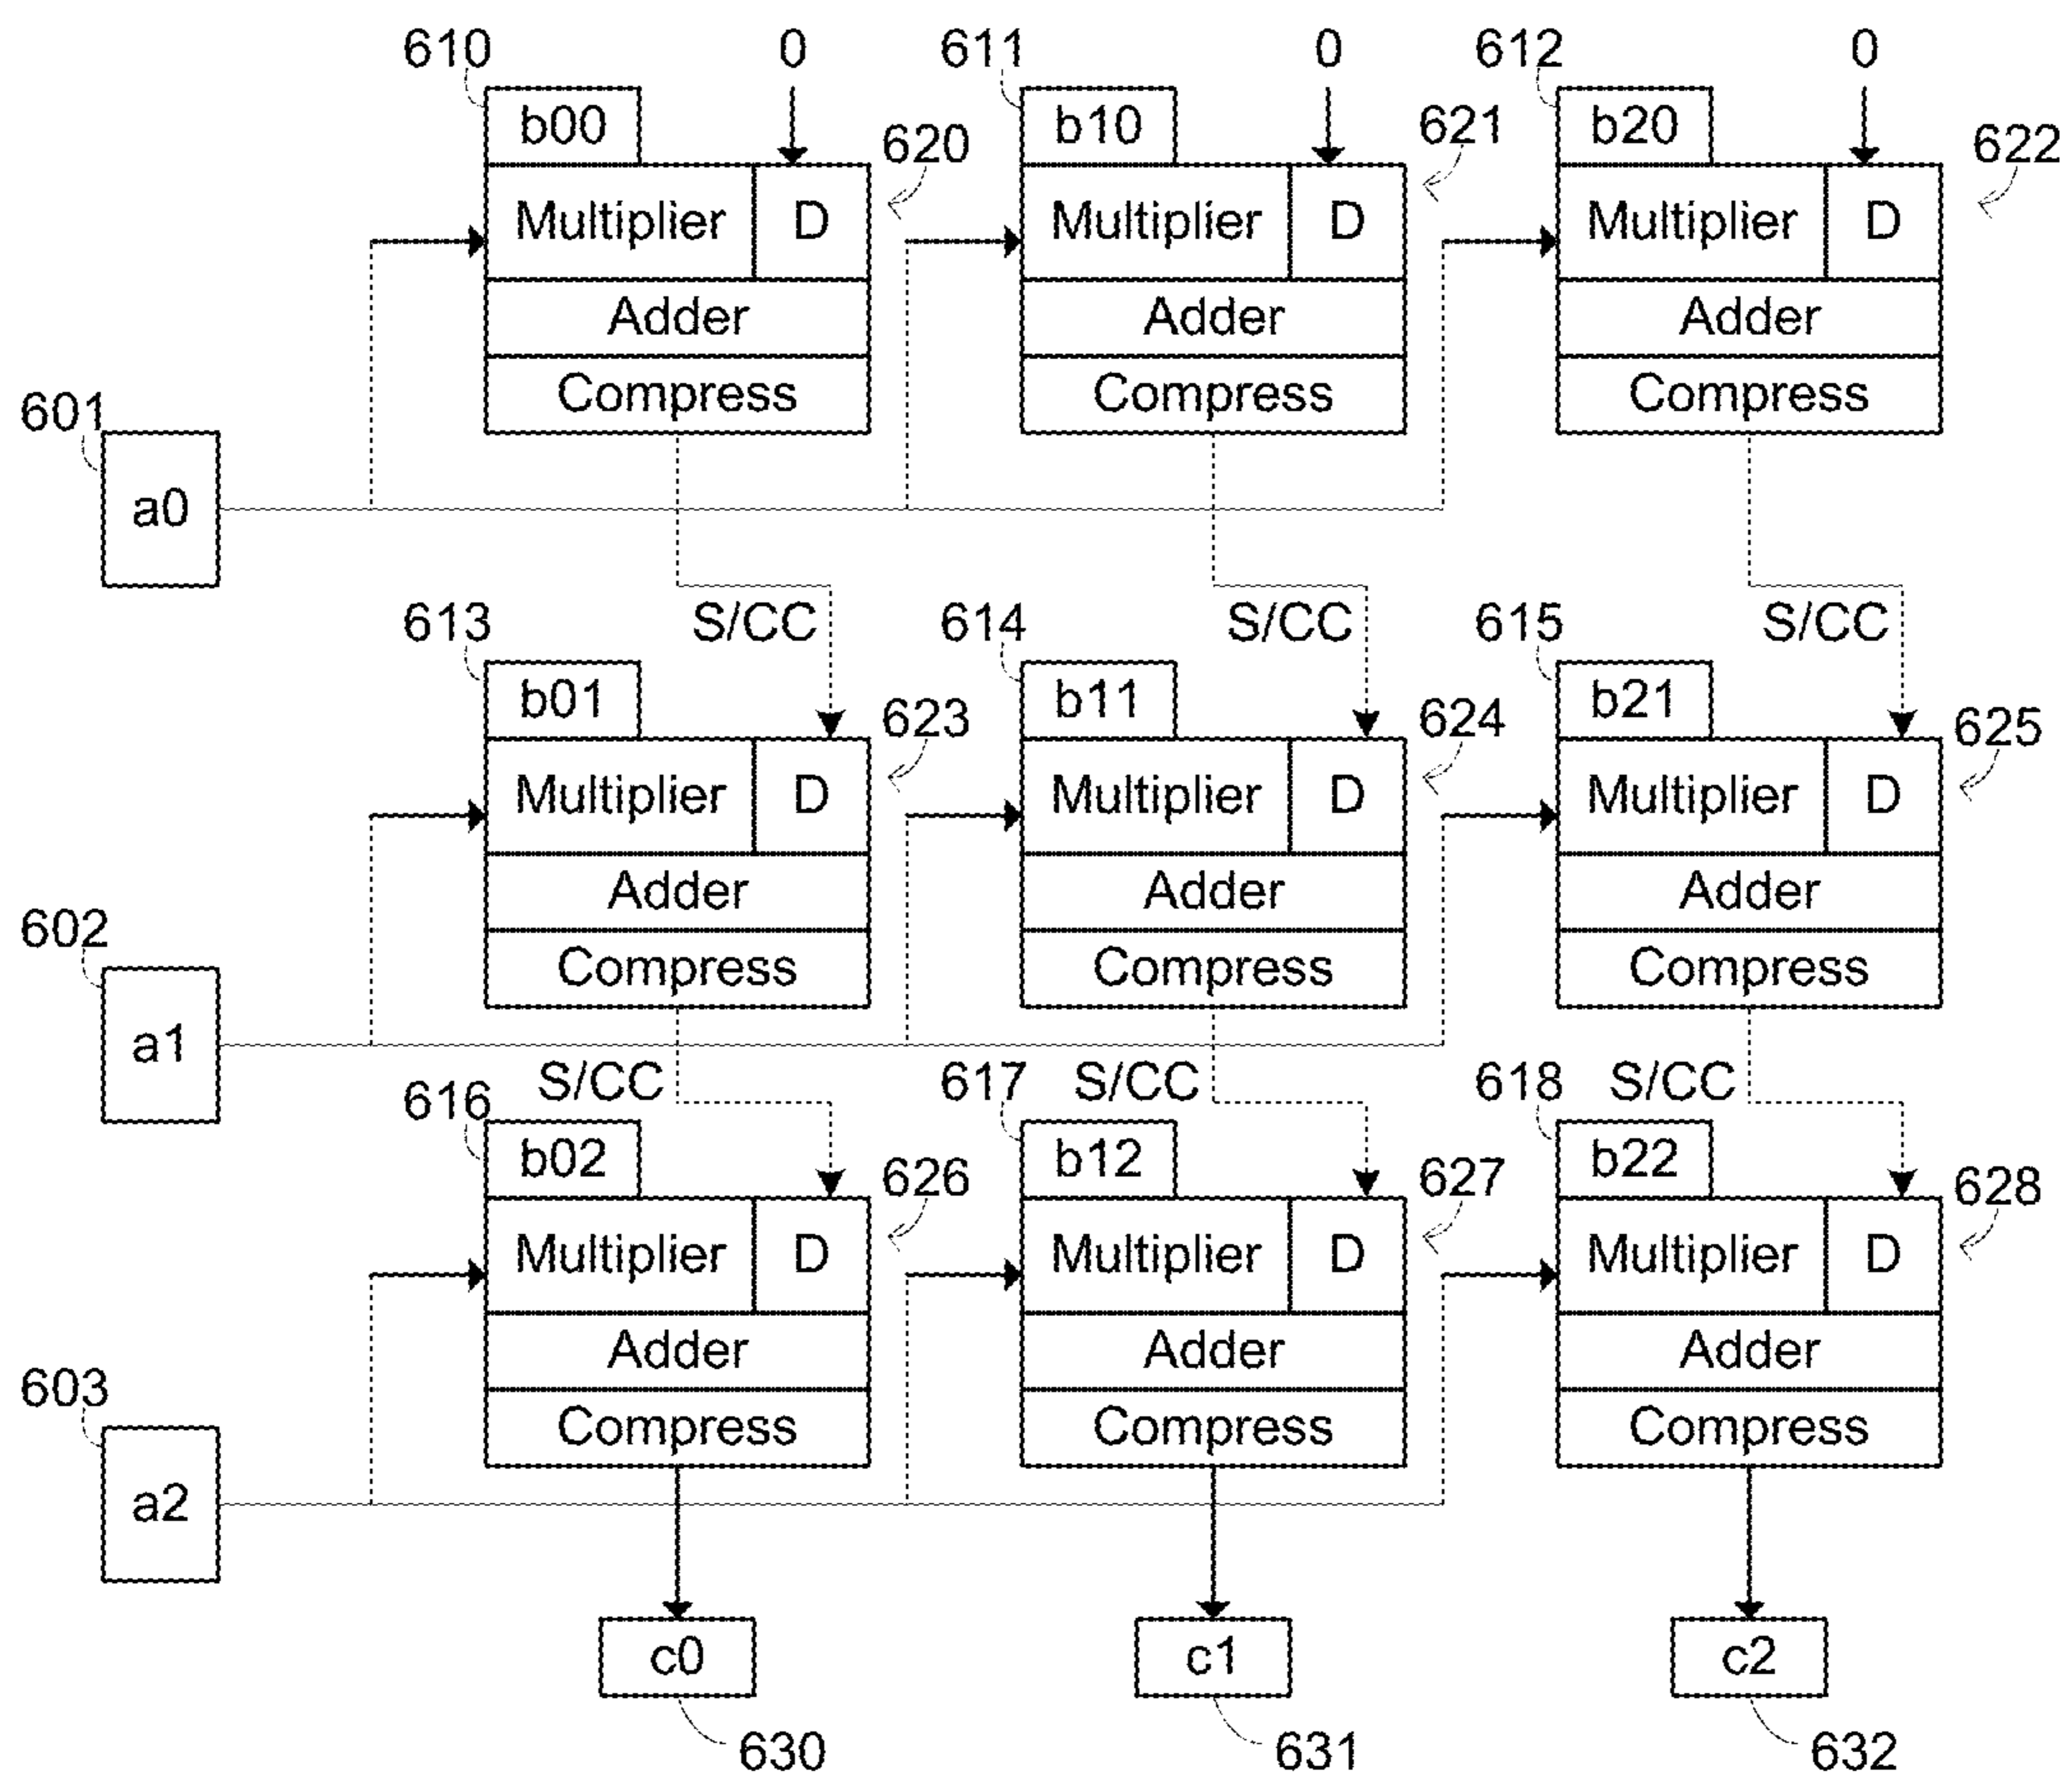 610 0 611 0 612 0
b00 b10 b20
620 621 622
Multiplier D Multiplier D Multiplier D
Adder Adder Adder
Compress Compress Compress
601
a0
613 S/CC 614 S/CC 615 S/CC
b01 b11 b21
623 624 625
Multiplier D Multiplier D Multiplier D
Adder Adder Adder
602
Compress Compress Compress
a1
616 S/CC 617 S/CC 618 S/CC
b02 b12 b22
626 627 628
Multiplier D Multiplier D Multiplier D
Adder Adder Adder
603
Compress Compress Compress
a2
c0 c1 c2
630 631 632